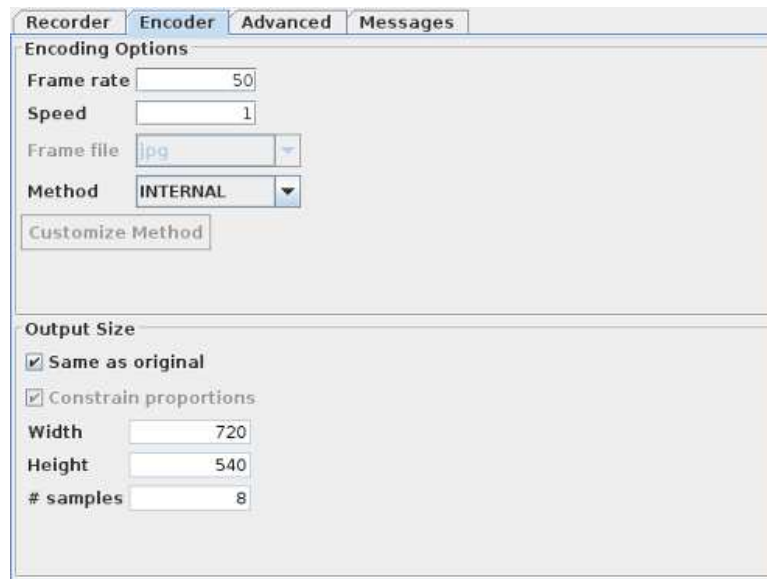 Recorder Encoder Advanced Messages
Encoding Options
Frame rate 50
Speed 1
Frame file jpg
Method INTERNAL
Customize Method
Output Size
Same as original
Constrain proportions
Width 720
Height 540
# samples 8